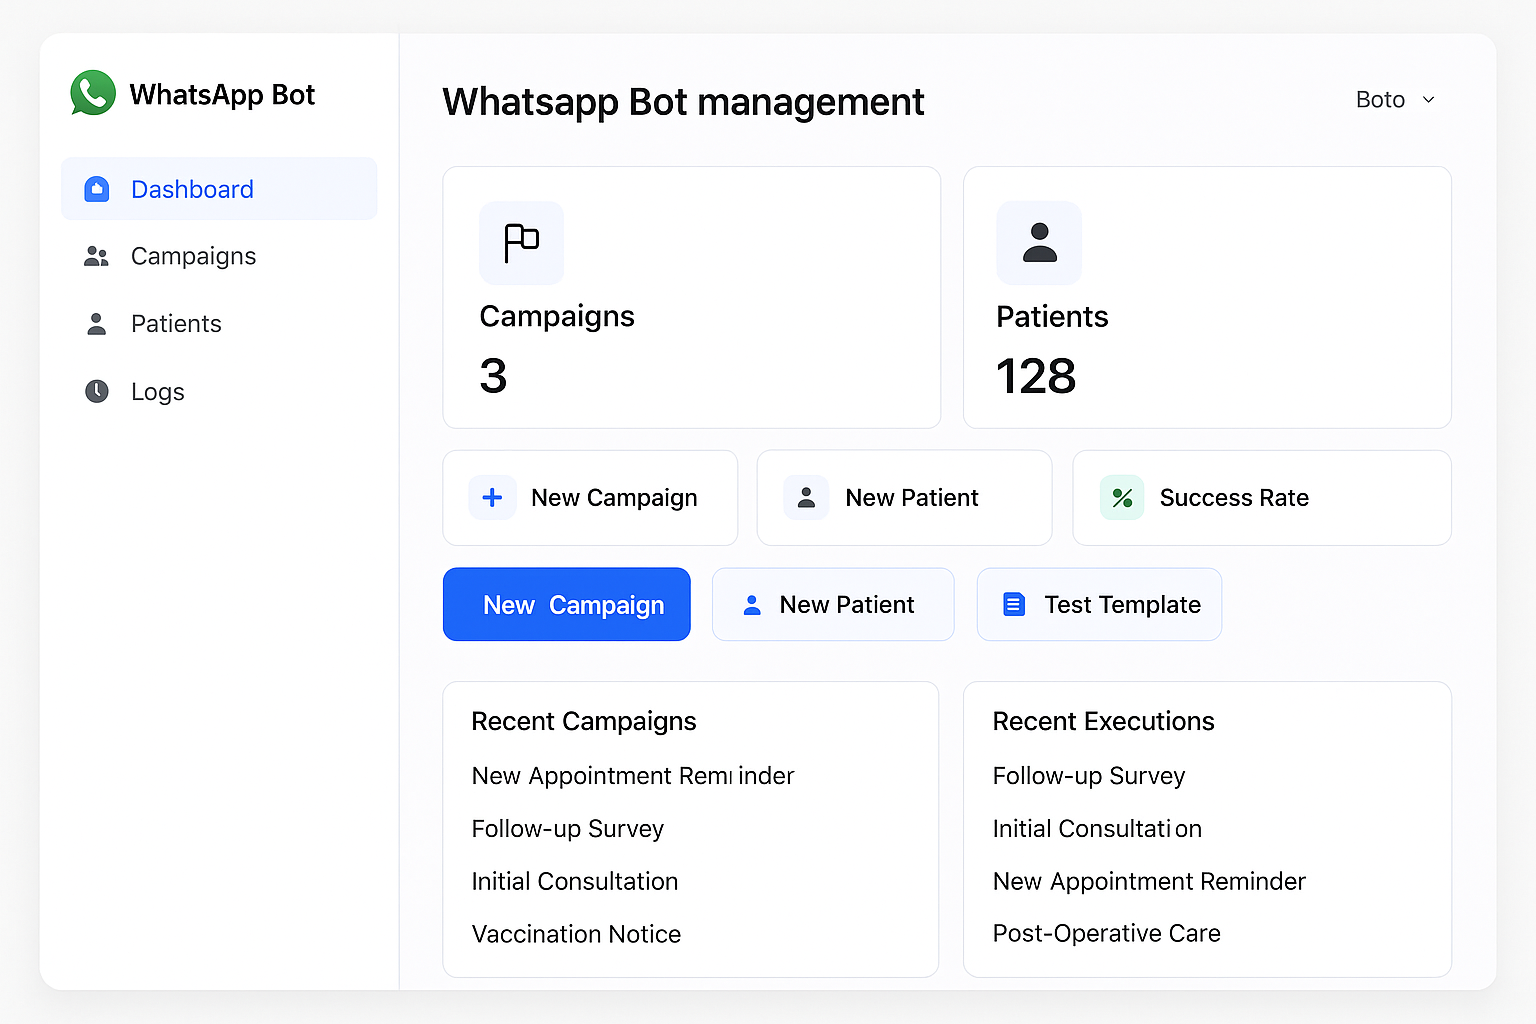 WhatsApp Bot
Dashboard
Campaigns
Patients
Logs
Whatsapp Bot management
Boto
Campaigns
3
Patients
128
New Campaign
New Patient
Success Rate
New Campaign
New Patient
Test Template
Recent Campaigns
New Appointment Remı inder
Follow-up Survey
Initial Consultation
Vaccination Notice
Recent Executions
Follow-up Survey
Initial Consultati on
New Appointment Reminder
Post-Operative Care